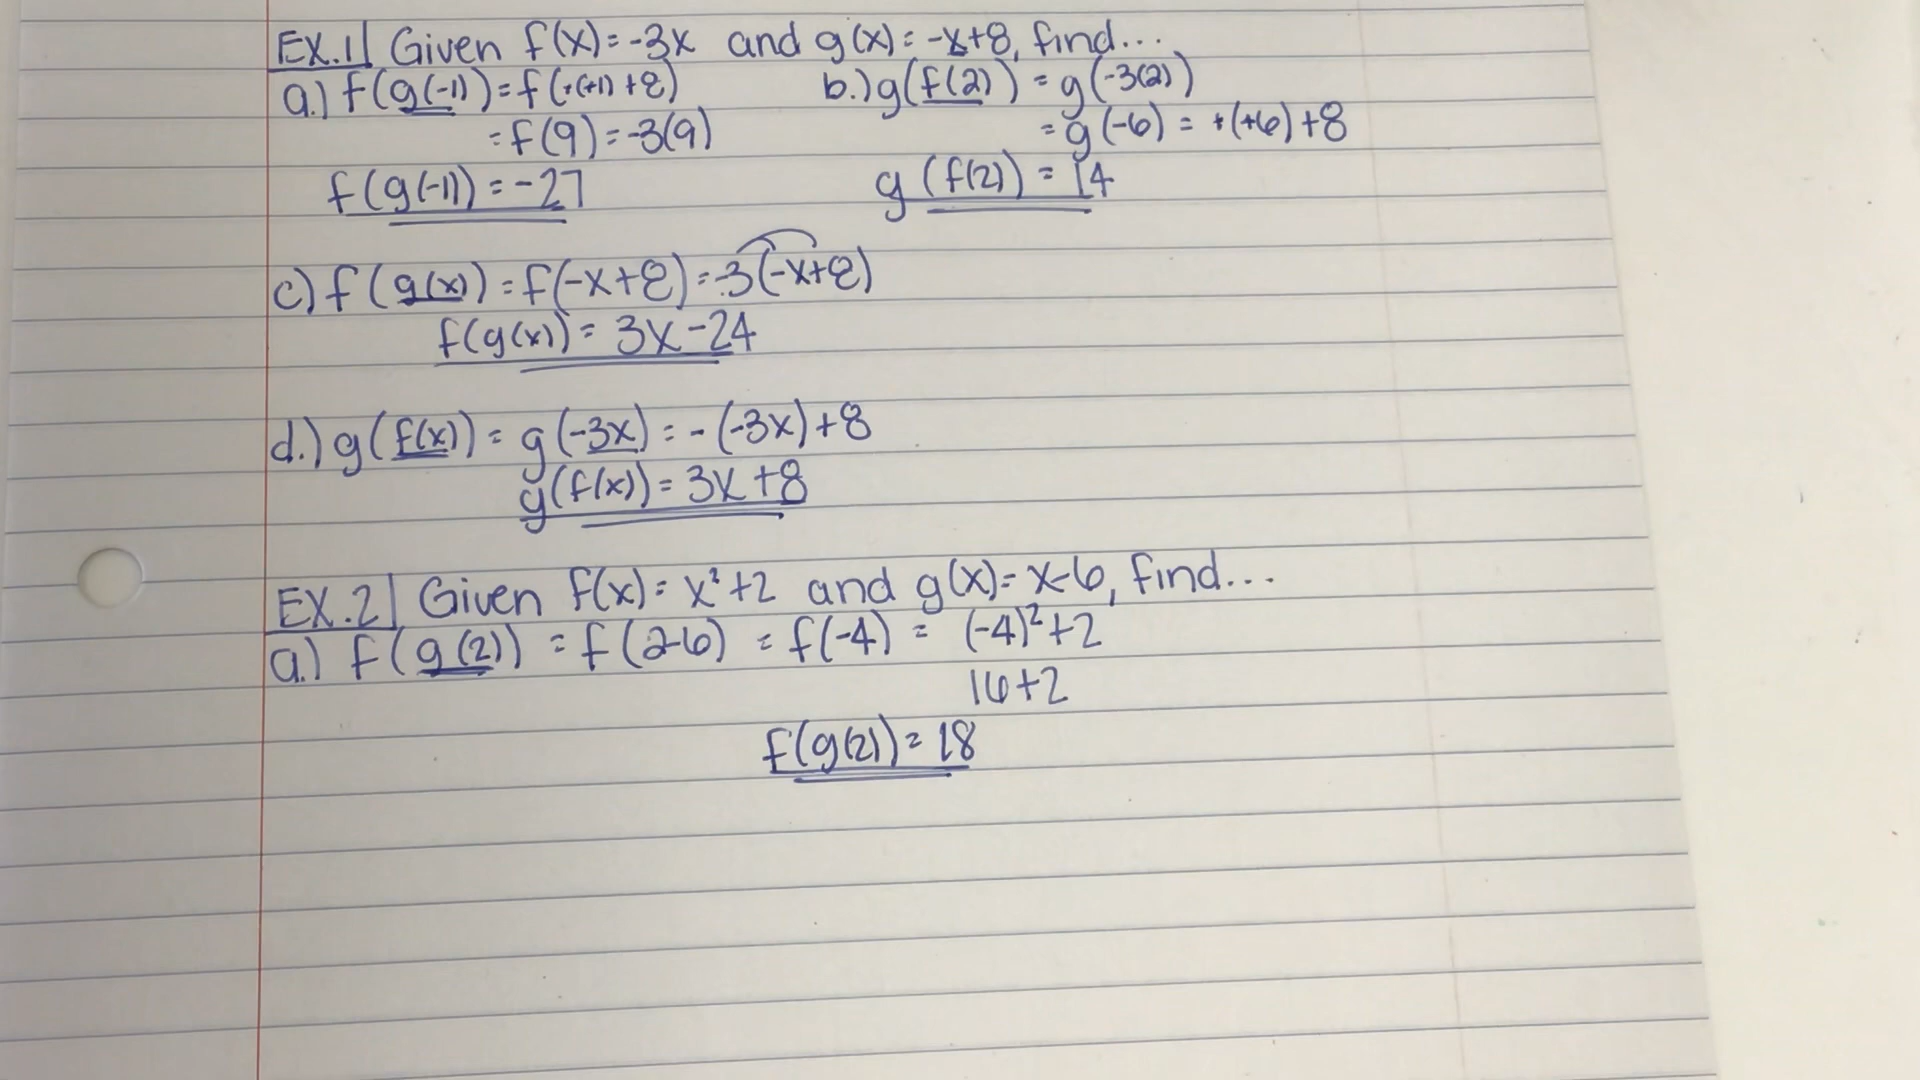 EX.1| Given f(x)=-3x and g(x)=-x+8, find...
a.) f(g(-1))=f(+(+1)+8)
=f(9)=-3(9)
f(g(-1))=-27
b.)g(f(2))=g(-3(2))
=g(-6)=+(+6)+8
g(f(2))=14
c) f(g(x))=f(-x+8)=-3(-x+8)
f(g(x))=3x-24
d.) g(f(x))=g(-3x)=-(-3x)+8
g(f(x))=3x+8
EX.2| Given f(x)=x²+2 and g(x)=x-6, find...
a.) f(g(2))=f(2-6)=f(-4)=(-4)²+2
16+2
f(g(2))=18